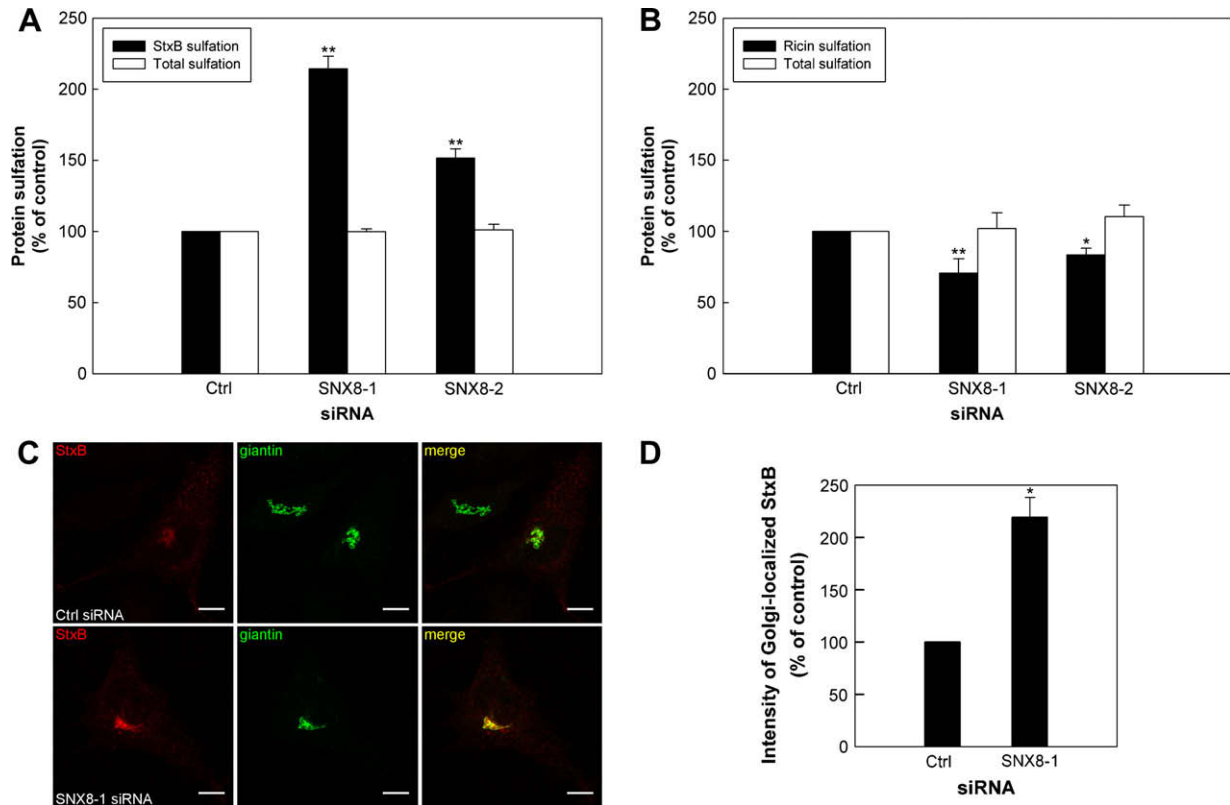 A
StxB sulfation
Total sulfation
Protein sulfation
(% of control)
250
200
150
100
50
0
**
**
Ctrl
SNX8-1
SNX8-2
siRNA
B
Ricin sulfation
Total sulfation
Protein sulfation
(% of control)
250
200
150
100
50
0
**
*
Ctrl
SNX8-1
SNX8-2
siRNA
C
StxB
giantin
merge
Ctrl siRNA
StxB
giantin
merge
SNX8-1 siRNA
D
Intensity of Golgi-localized StxB
(% of control)
250
200
150
100
50
0
*
Ctrl
SNX8-1
siRNA